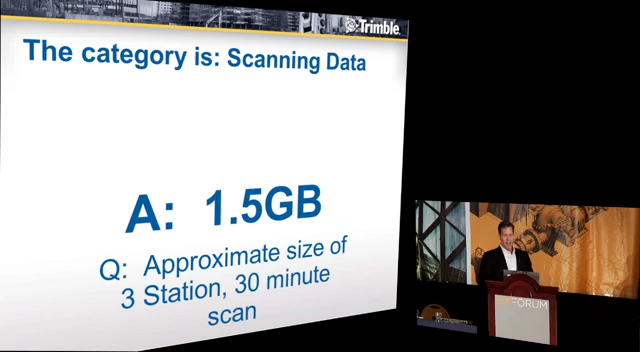 Trimble
The category is: Scanning Data
A: 1.5GB
Q: Approximate size of
3 Station, 30 minute
scan
FORUM